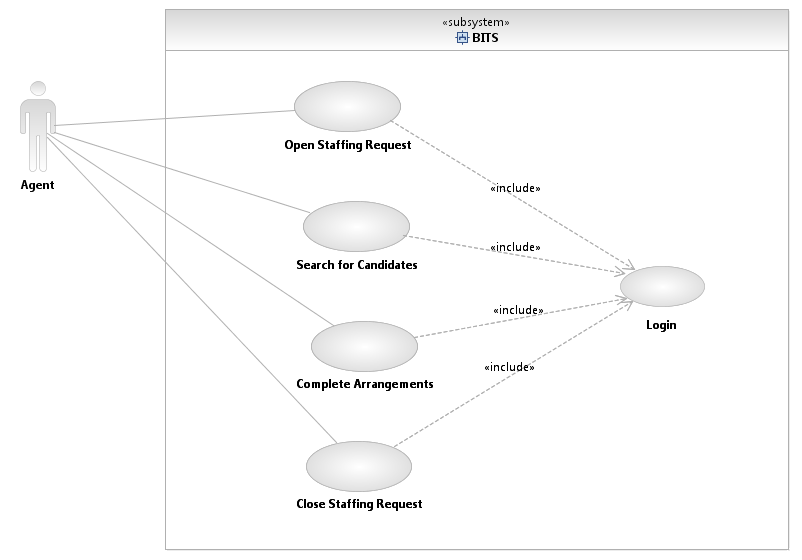 «subsystem»
BITS
Open Staffing Request
Agent
«include»
Search for Candidates
«include»
«include»
Login
Complete Arrangements
«include»
Close Staffing Request